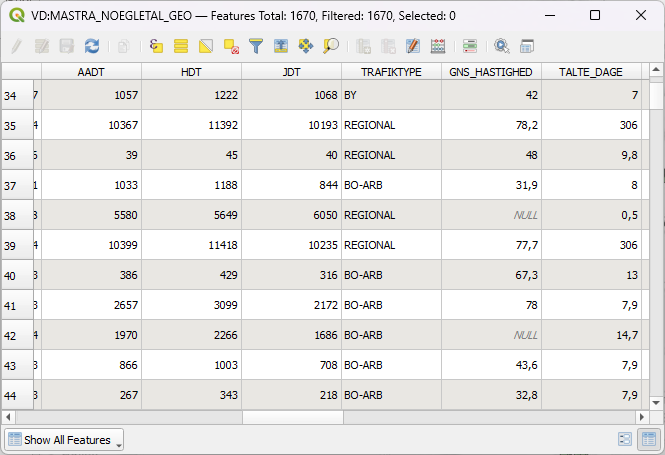 VD:MASTRA_NOEGLETAL_GEO — Features Total: 1670, Filtered: 1670, Selected: 0
AADT HDT JDT TRAFIKTYPE GNS_HASTIGHED TALTE_DAGE
34 7 1057 1222 1068 BY 42 7
35 4 10367 11392 10193 REGIONAL 78,2 306
36 39 45 40 REGIONAL 48 9,8
37 1 1033 1188 844 BO-ARB 31,9 8
38 3 5580 5649 6050 REGIONAL NULL 0,5
39 4 10399 11418 10235 REGIONAL 77,7 306
40 3 386 429 316 BO-ARB 67,3 13
41 3 2657 3099 2172 BO-ARB 78 7,9
42 4 1970 2266 1686 BO-ARB NULL 14,7
43 3 866 1003 708 BO-ARB 43,6 7,9
44 3 267 343 218 BO-ARB 32,8 7,9
Show All Features